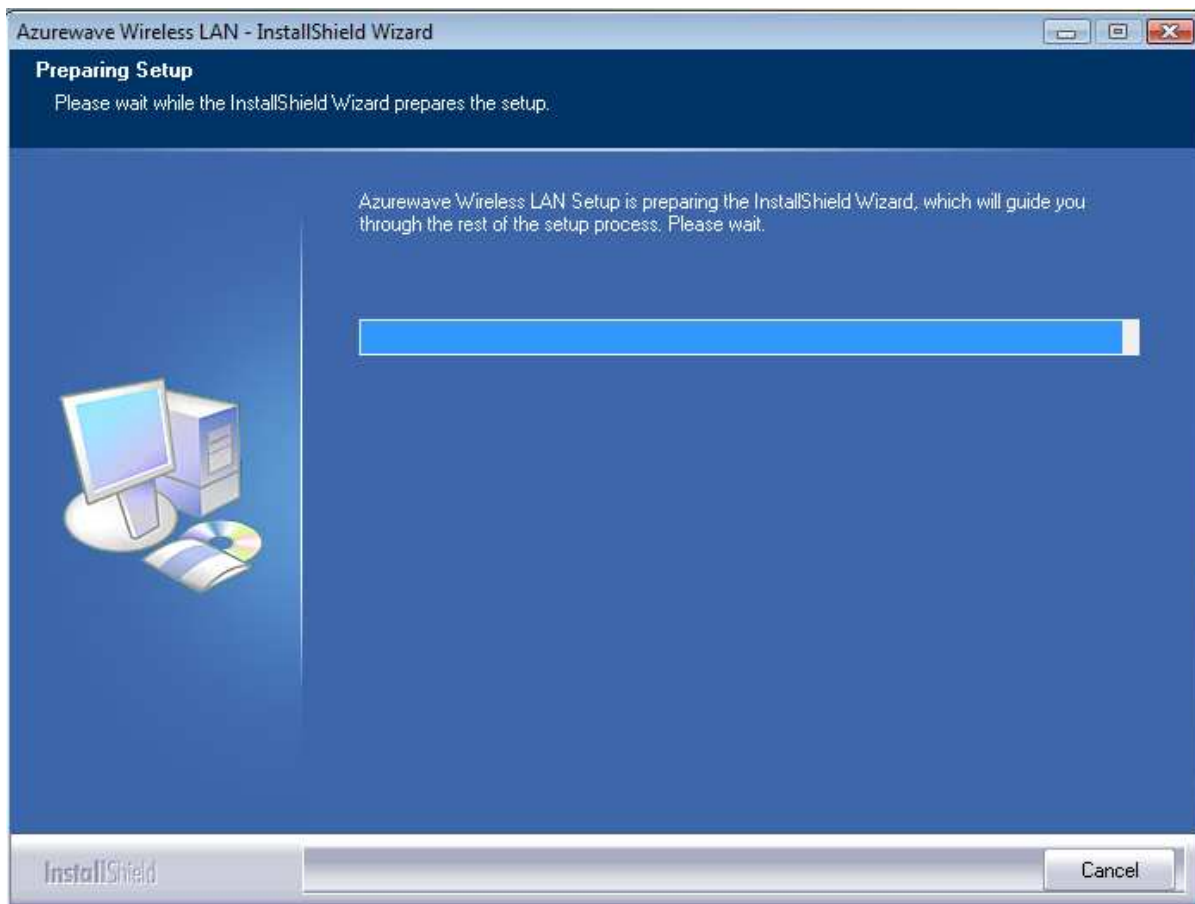 Azurewave Wireless LAN - InstallShield Wizard
Preparing Setup
Please wait while the InstallShield Wizard prepares the setup.
Azurewave Wireless LAN Setup is preparing the InstallShield Wizard, which will guide you
through the rest of the setup process. Please wait.
InstallShield
Cancel